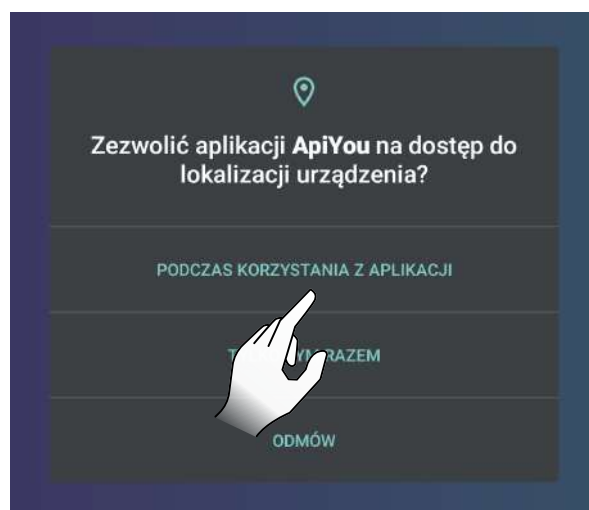 Zezwolić aplikacji ApiYou na dostęp do
lokalizacji urządzenia?
PODCZAS KORZYSTANIA Z APLIKACJI
RAZEM
ODMÓW